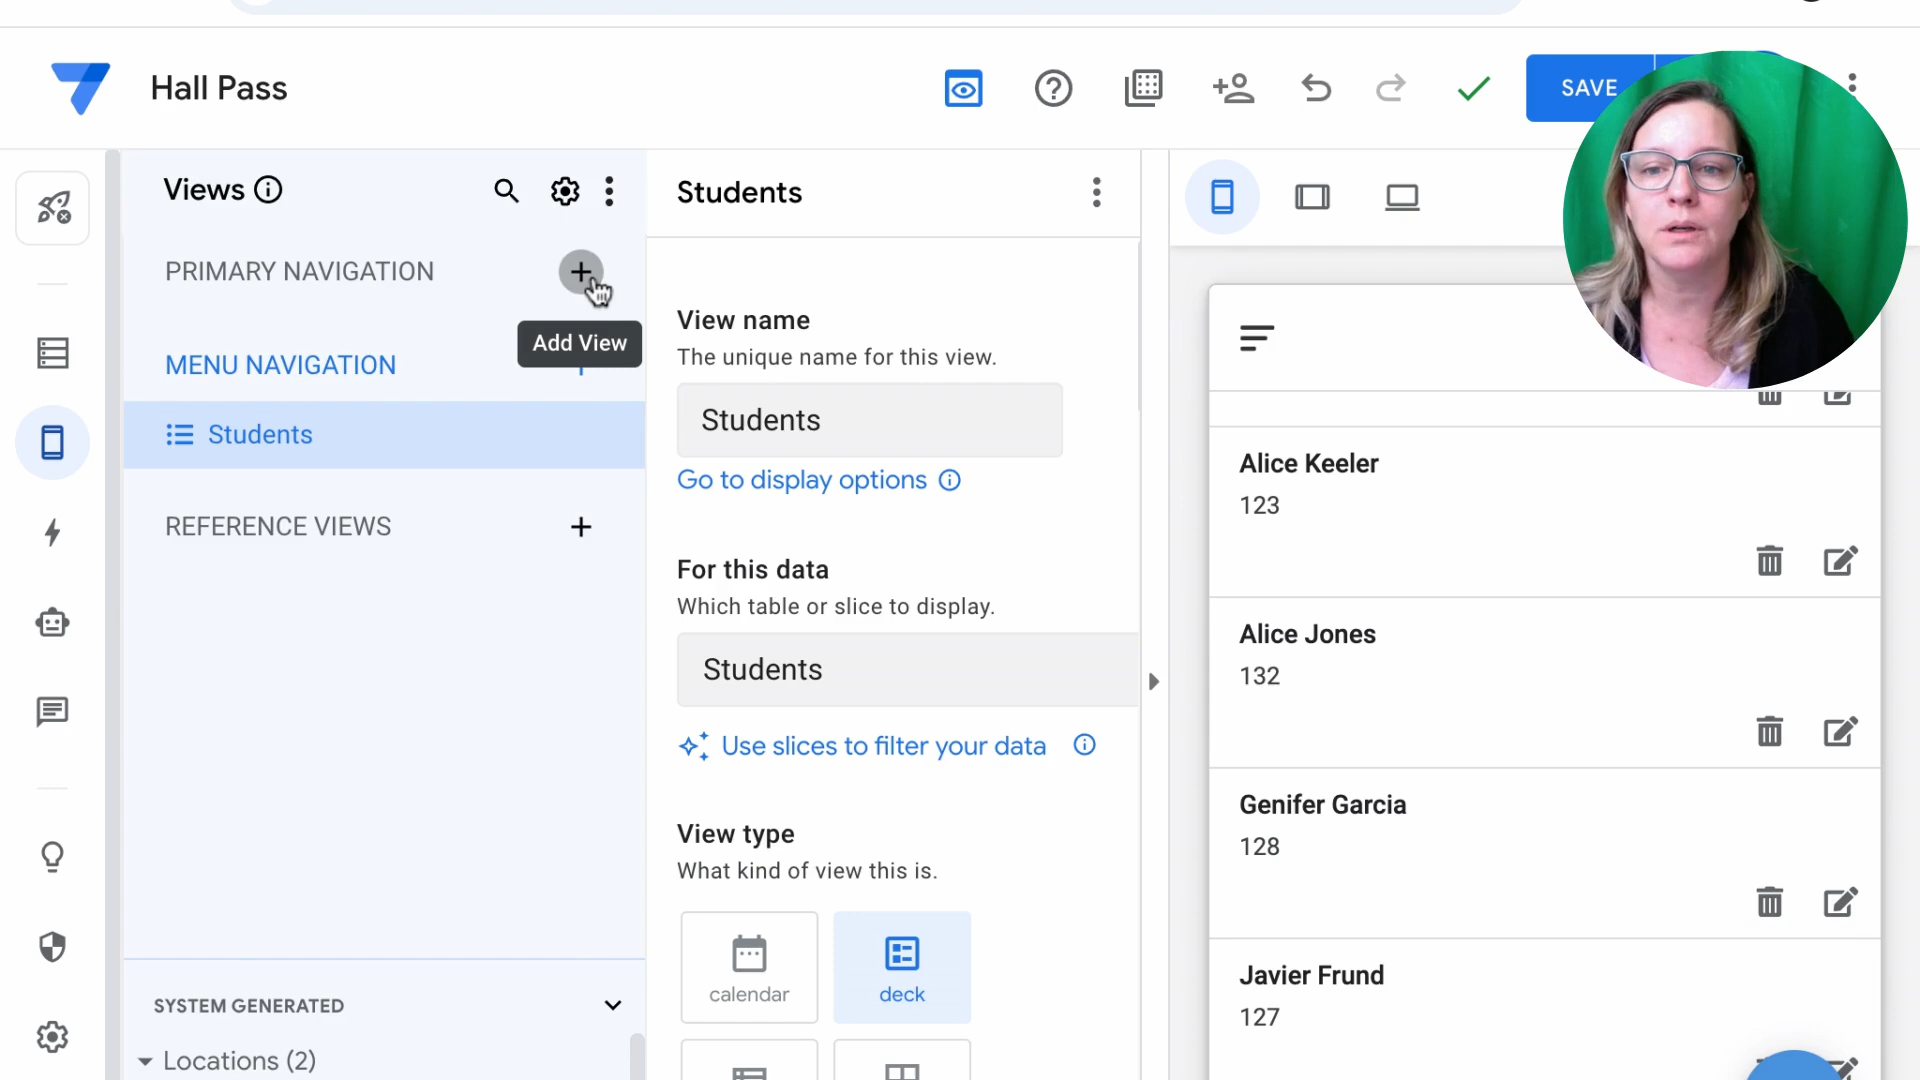 Hall Pass
SAVE
Views
Students
PRIMARY NAVIGATION
Add View
MENU NAVIGATION
Students
REFERENCE VIEWS
SYSTEM GENERATED
Locations (2)
View name
The unique name for this view.
Students
Go to display options
For this data
Which table or slice to display.
Students
Use slices to filter your data
View type
What kind of view this is.
calendar
deck
Alice Keeler
123
Alice Jones
132
Genifer Garcia
128
Javier Frund
127